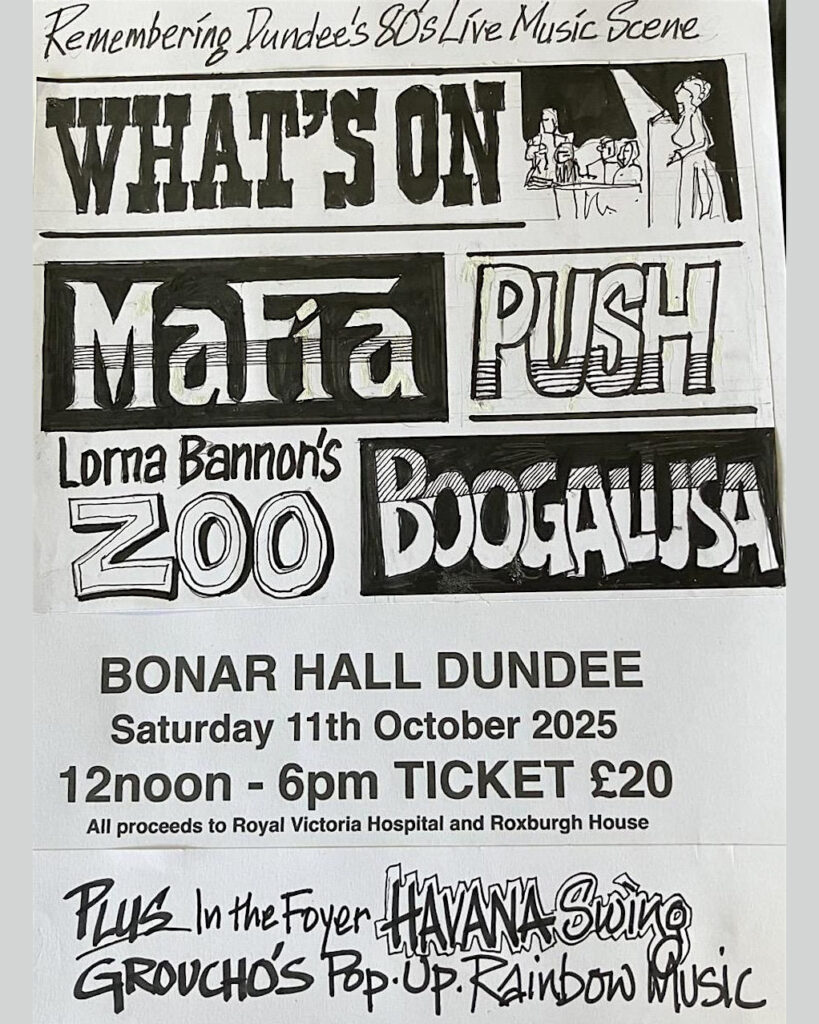 Remembering Dundee's 80's Live Music Scene
WHAT'S ON
MaFia
PUSH
Lorna Bannon's
ZOO
BOOGALUSA
BONAR HALL DUNDEE
Saturday 11th October 2025
12noon - 6pm TICKET £20
All proceeds to Royal Victoria Hospital and Roxburgh House
PLUS In the Foyer HAVANA Swing
GROUCHO'S Pop-Up. Rainbow Music